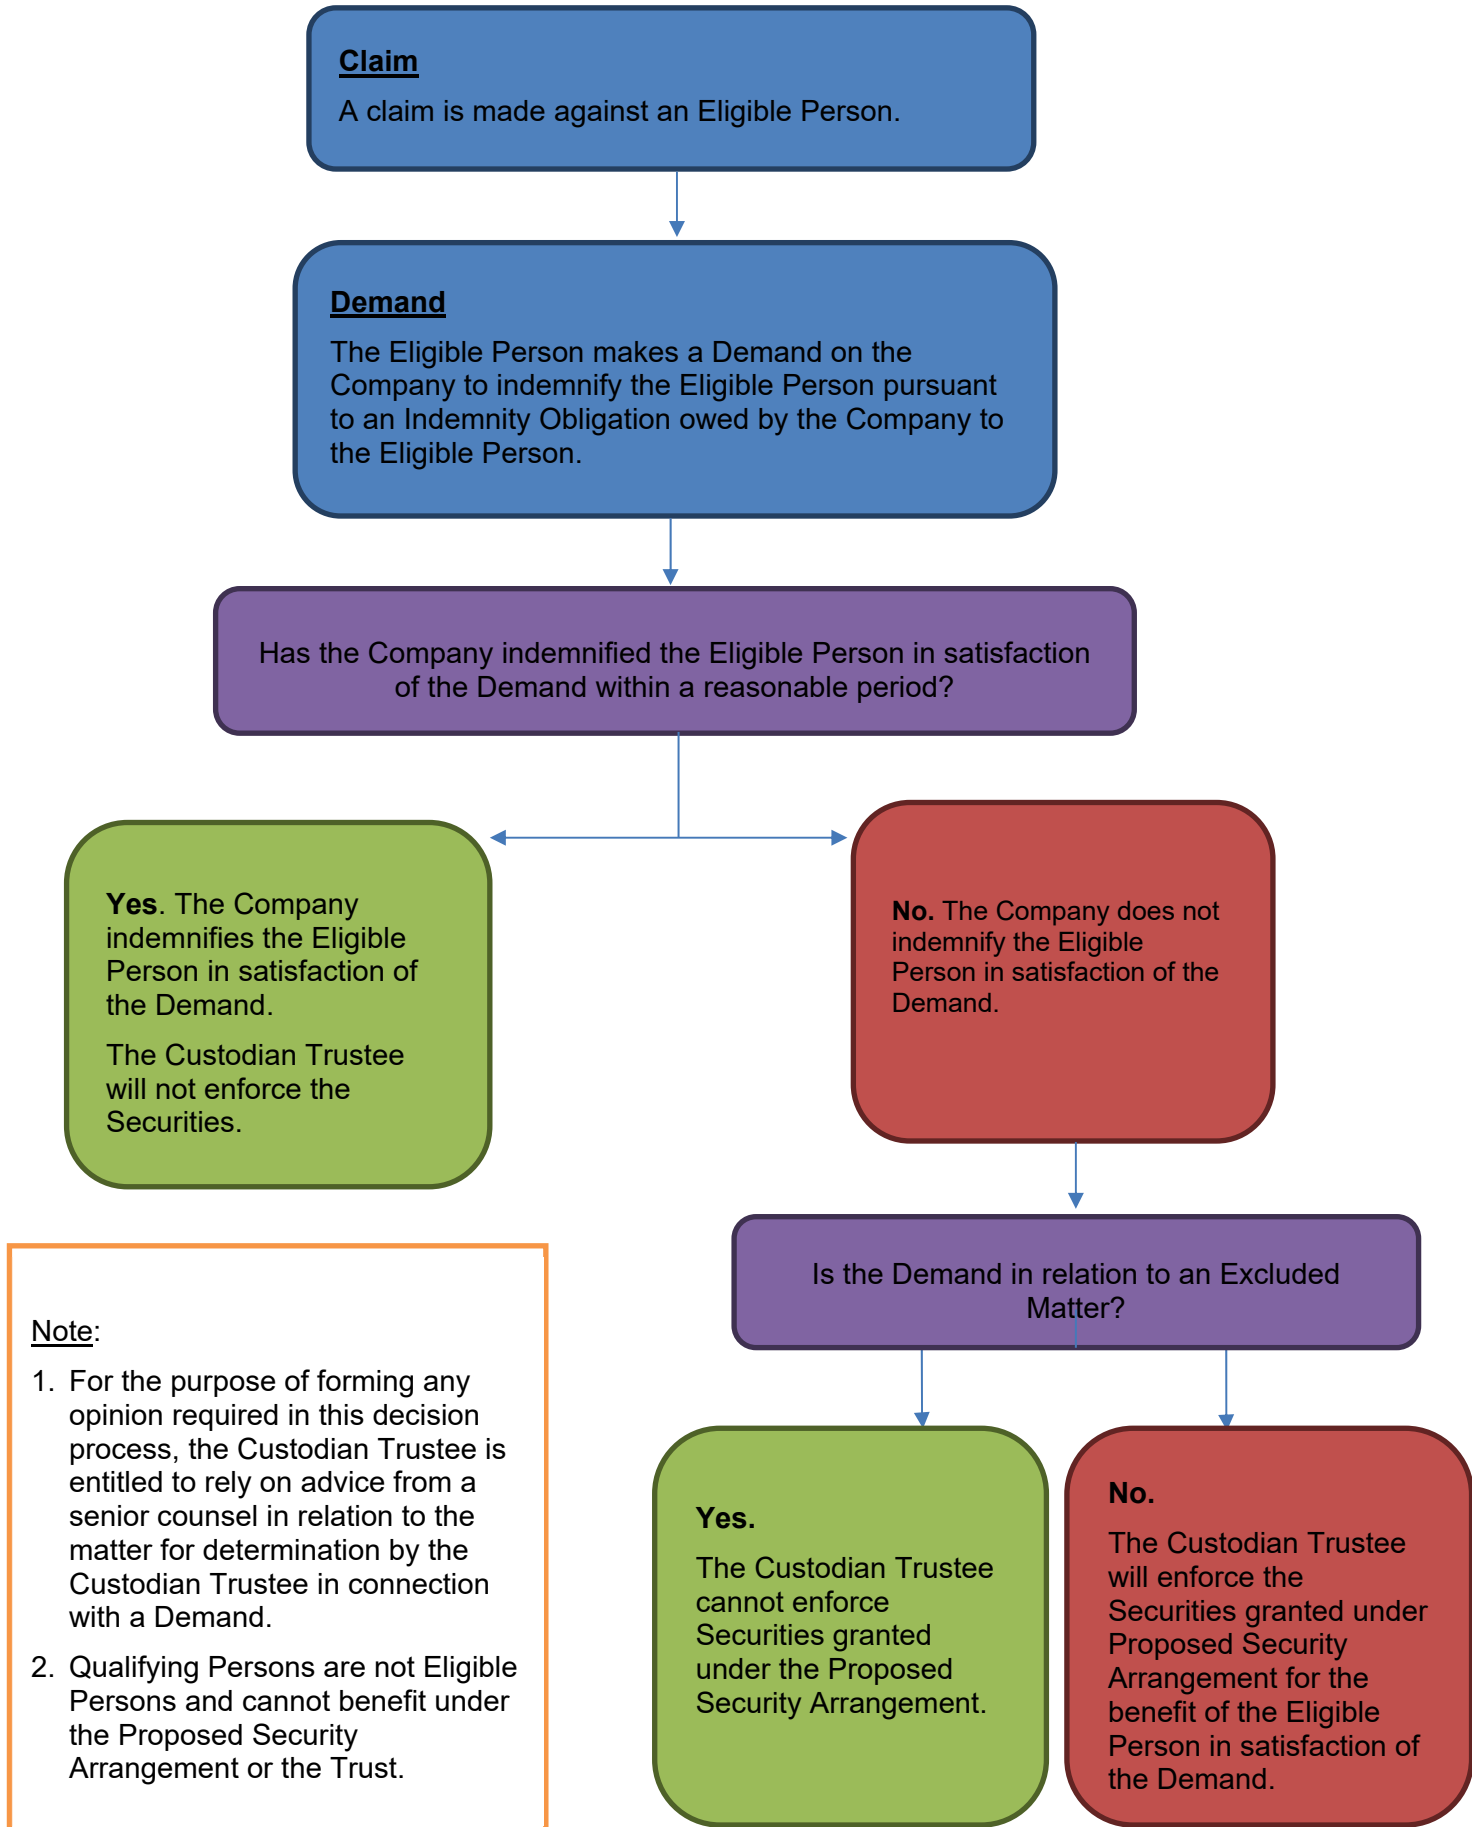 Claim
A claim is made against an Eligible Person.
Demand
The Eligible Person makes a Demand on the
Company to indemnify the Eligible Person pursuant
to an Indemnity Obligation owed by the Company to
the Eligible Person.
Has the Company indemnified the Eligible Person in satisfaction
of the Demand within a reasonable period?
Yes. The Company
indemnifies the Eligible
Person in satisfaction of
the Demand.
The Custodian Trustee
will not enforce the
Securities.
No. The Company does not
indemnify the Eligible
Person in satisfaction of the
Demand.
Is the Demand in relation to an Excluded
Matter?
Note:
1. For the purpose of forming any
opinion required in this decision
process, the Custodian Trustee is
entitled to rely on advice from a
senior counsel in relation to the
matter for determination by the
Custodian Trustee in connection
with a Demand.
2. Qualifying Persons are not Eligible
Persons and cannot benefit under
the Proposed Security
Arrangement or the Trust.
Yes.
The Custodian Trustee
cannot enforce
Securities granted
under the Proposed
Security Arrangement.
No.
The Custodian Trustee
will enforce the
Securities granted under
Proposed Security
Arrangement for the
benefit of the Eligible
Person in satisfaction of
the Demand.